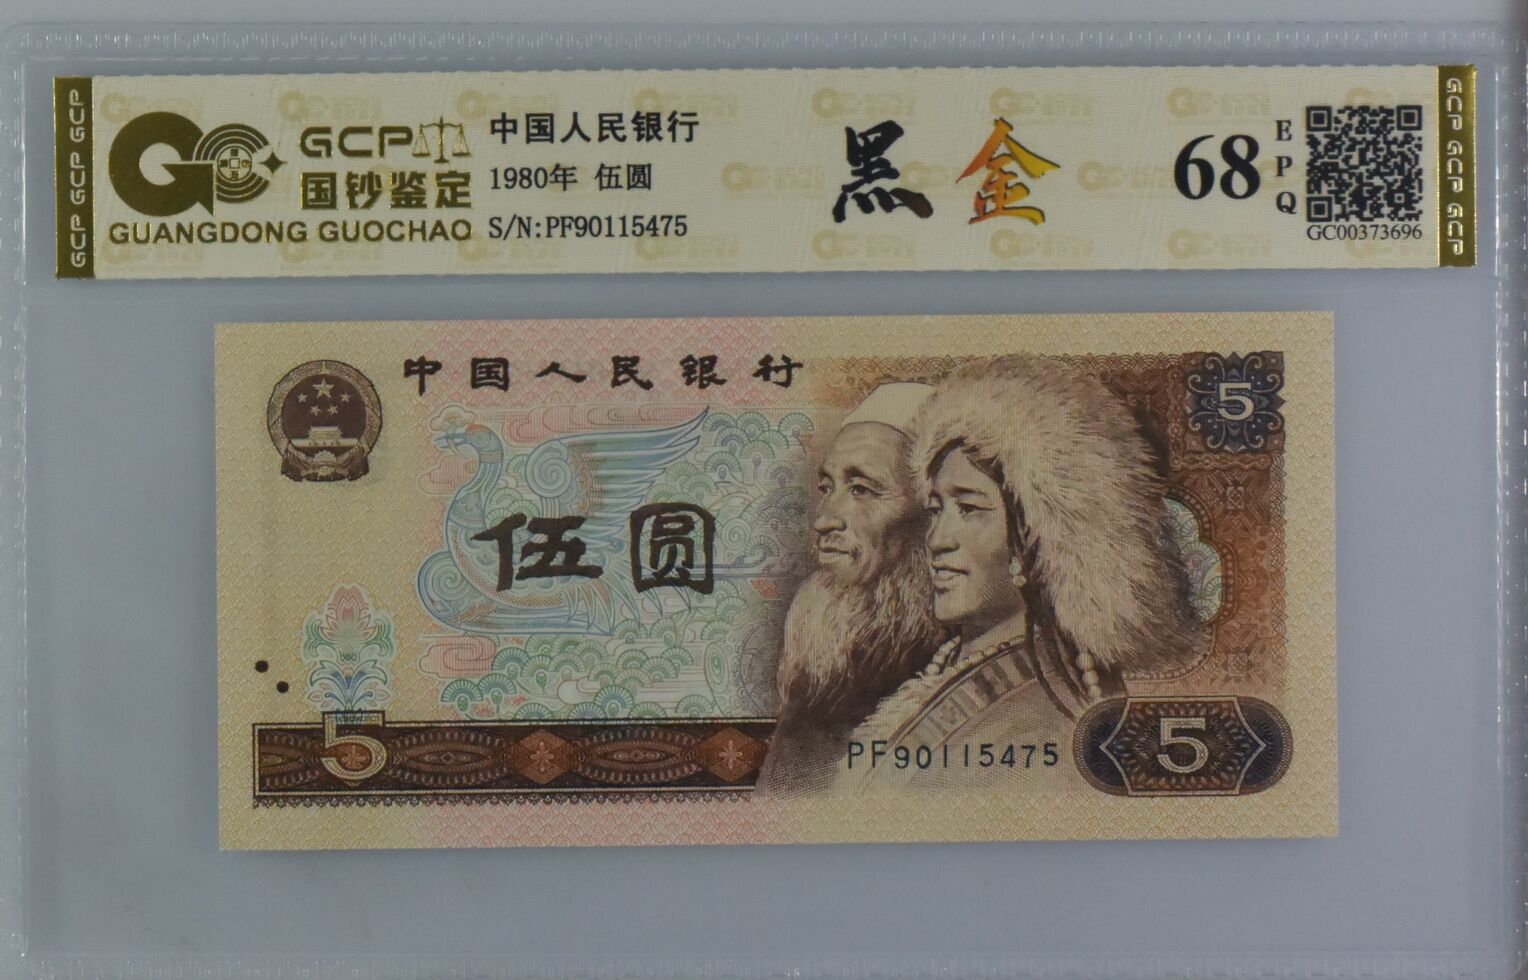 GCP GCP GCP
GCP
国钞鉴定
GUANGDONG GUOCHAO
中国人民银行
1980年 伍圆
S/N:PF90115475
黑金
68
EPQ
GC00373696
GCP GCP GCP
中国人民银行
5
伍圆
5
PF90115475
5